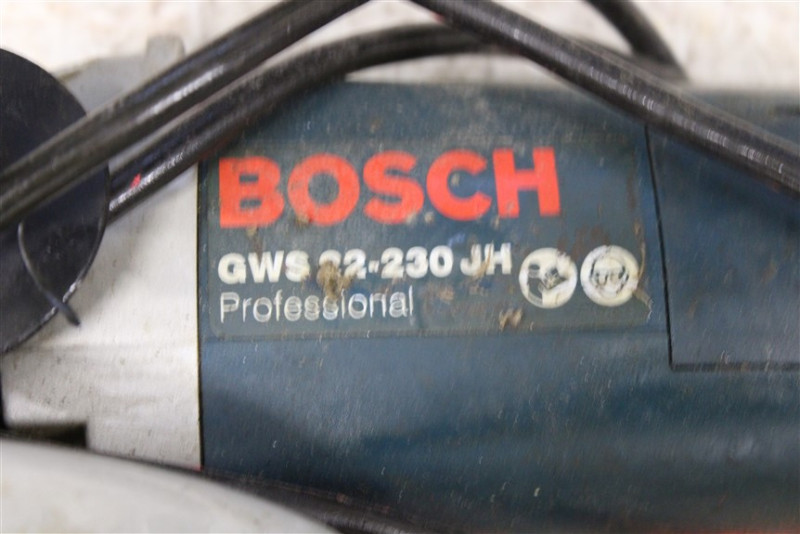 BOSCH
GWS 22-230 JH
Professional